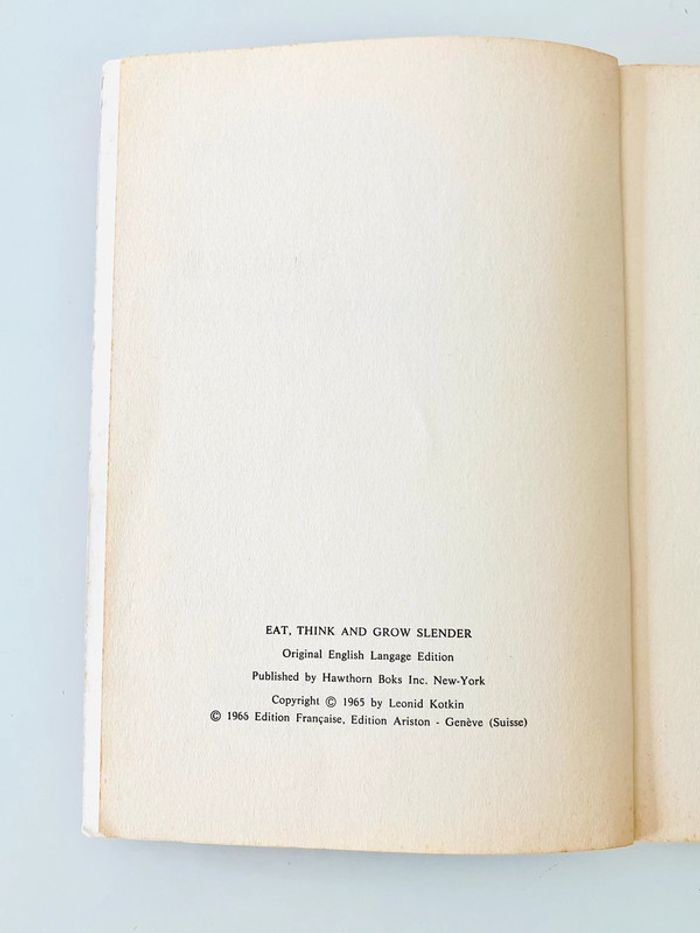 EAT, THINK AND GROW SLENDER
Original English Langage Edition
Published by Hawthorn Boks Inc. New-York
Copyright © 1965 by Leonid Kotkin
© 1966 Edition Française, Edition Ariston - Genève (Suisse)